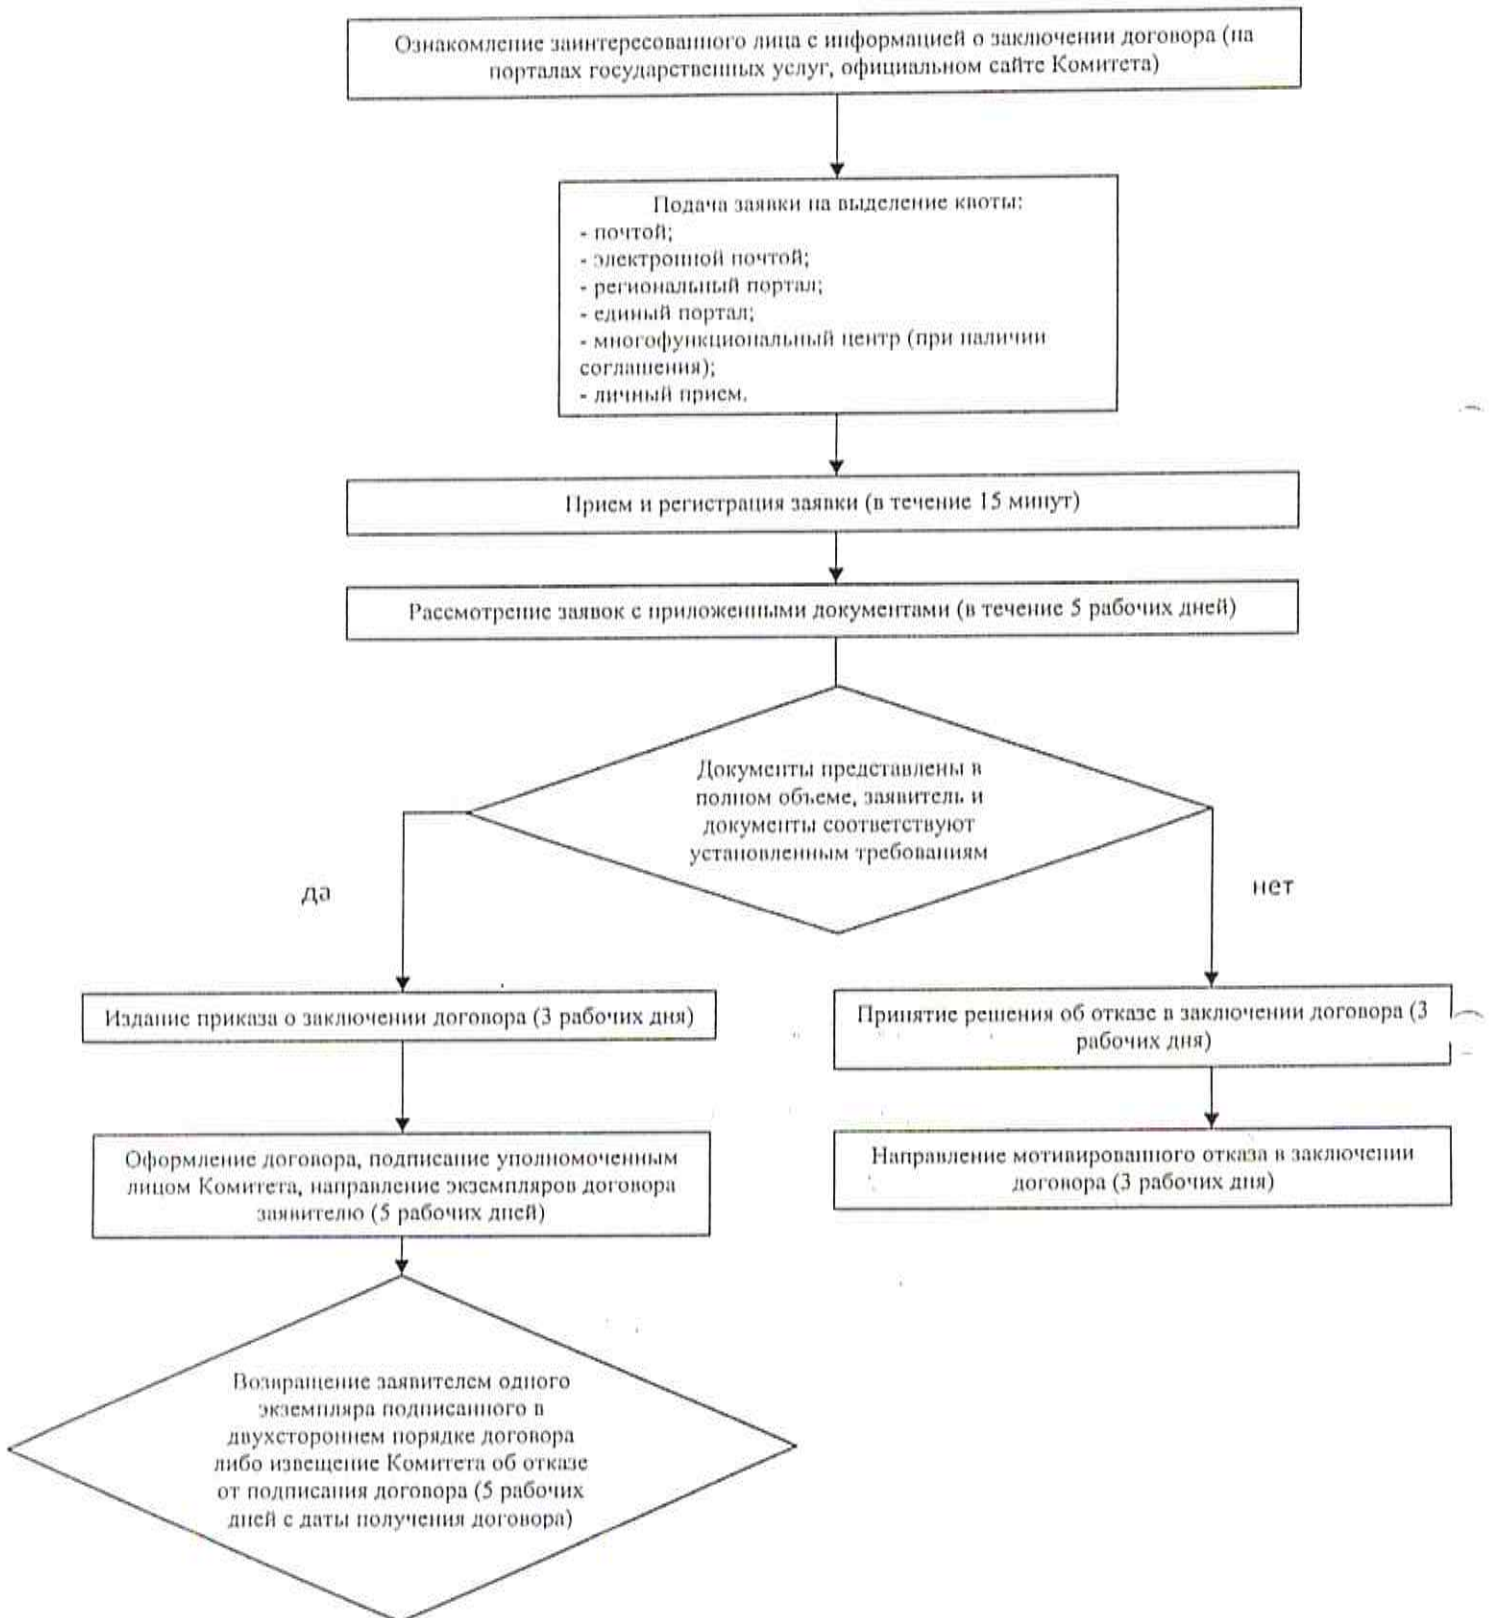 Ознакомление заинтересованного лица с информацией о заключении договора (на
порталах государственных услуг, официальном сайте Комитета)
Подача заявки на выделение квоты:
- почтой;
- электронной почтой;
- региональный портал;
- единый портал;
- многофункциональный центр (при наличии
соглашения);
- личный прием.
Прием и регистрация заявки (в течение 15 минут)
Рассмотрение заявок с приложенными документами (в течение 5 рабочих дней)
Документы представлены в
полном объеме, заявитель и
документы соответствуют
установленным требованиям
да
нет
Издание приказа о заключении договора (3 рабочих дня)
Принятие решения об отказе в заключении договора (3
рабочих дня)
Оформление договора, подписание уполномоченным
лицом Комитета, направление экземпляров договора
заявителю (5 рабочих дней)
Направление мотивированного отказа в заключении
договора (3 рабочих дня)
Возвращение заявителем одного
экземпляра подписанного в
двухстороннем порядке договора
либо извещение Комитета об отказе
от подписания договора (5 рабочих
дней с даты получения договора)